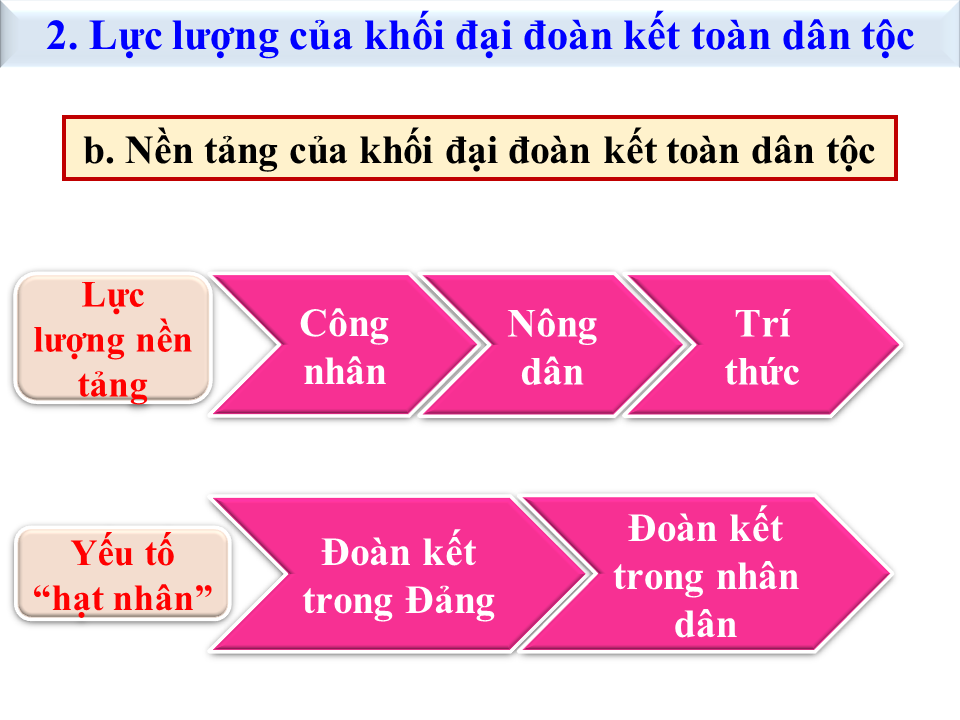 2. Lực lượng của khối đại đoàn kết toàn dân tộc
b. Nền tảng của khối đại đoàn kết toàn dân tộc
Lực
lượng nền
tảng
Công
nhân
Nông
dân
Trí
thức
Yếu tố
“hạt nhân”
Đoàn kết
trong Đảng
Đoàn kết
trong nhân
dân